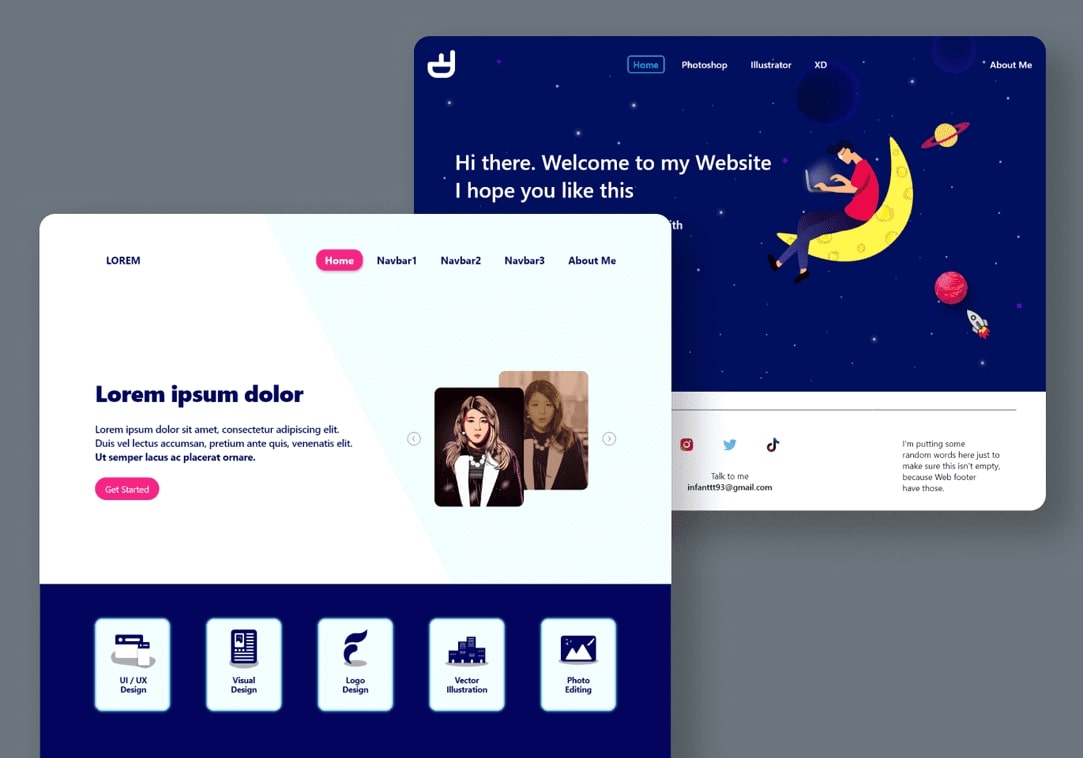 Home
Photoshop
Illustrator
XD
About Me
Hi there. Welcome to my Website
I hope you like this
ith
LOREM
Home
Navbar1
Navbar2
Navbar3
About Me
Lorem ipsum dolor
Lorem ipsum dolor sit amet, consectetur adipiscing elit.
Duis vel lectus accumsan, pretium ante quis, venenatis elit.
Ut semper lacus ac placerat ornare.
Get Started
Talk to me
infanttt93@gmail.com
I'm putting some
random words here just to
make sure this isn't empty,
because Web footer
have those.
UI / UX
Design
Visual
Design
Logo
Design
Vector
Illustration
Photo
Editing